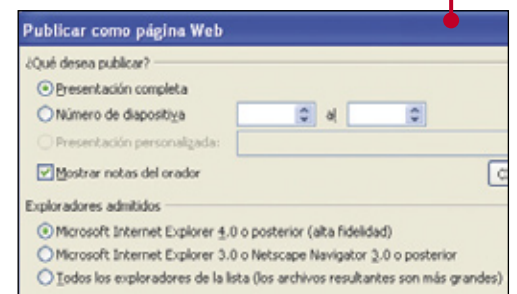 Publicar como página Web
¿Qué desea publicar?
Presentación completa
Número de diapositiva al
Presentación personalizada:
Mostrar notas del orador
Exploradores admitidos
Microsoft Internet Explorer 4.0 o posterior (alta fidelidad)
Microsoft Internet Explorer 3.0 o Netscape Navigator 3.0 o posterior
Todos los exploradores de la lista (los archivos resultantes son más grandes)